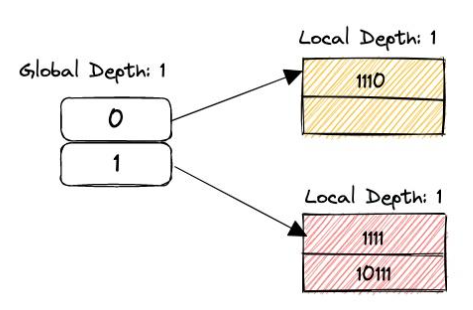 Local Depth: 1
Global Depth: 1
1110
0
1
Local Depth: 1
1111
10111